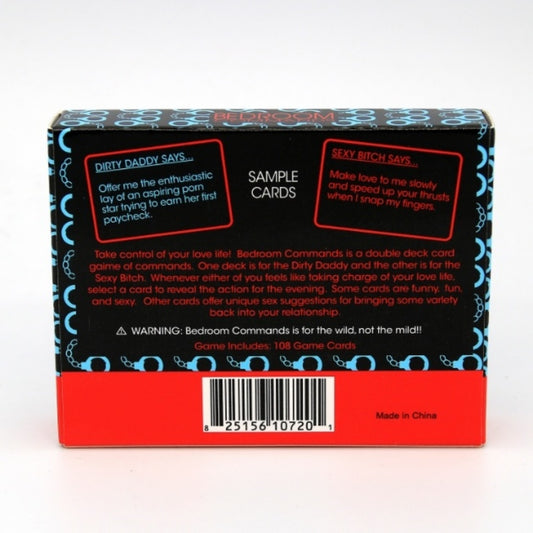 BEDROOM
DIRTY DADDY SAYS...
Offer me the enthusiastic
lay of an aspiring porn
star trying to earn her first
paycheck.
SAMPLE
CARDS
SEXY BITCH SAYS...
Make love to me slowly
and speed up your thrusts
when I snap my fingers.
Take control of your love life! Bedroom Commands is a double deck card
gaime of commands. One deck is for the Dirty Daddy and the other is for the
Sexy Bitch. Whenever either of you feels like taking charge of your love life,
select a card to reveal the action for the evening. Some cards are funny, fun,
and sexy. Other cards offer unique sex suggestions for bringing some variety
back into your relationship.
⚠ WARNING: Bedroom Commands is for the wild, not the mild!!
Game Includes: 108 Game Cards
8 25156 10720 1
Made in China